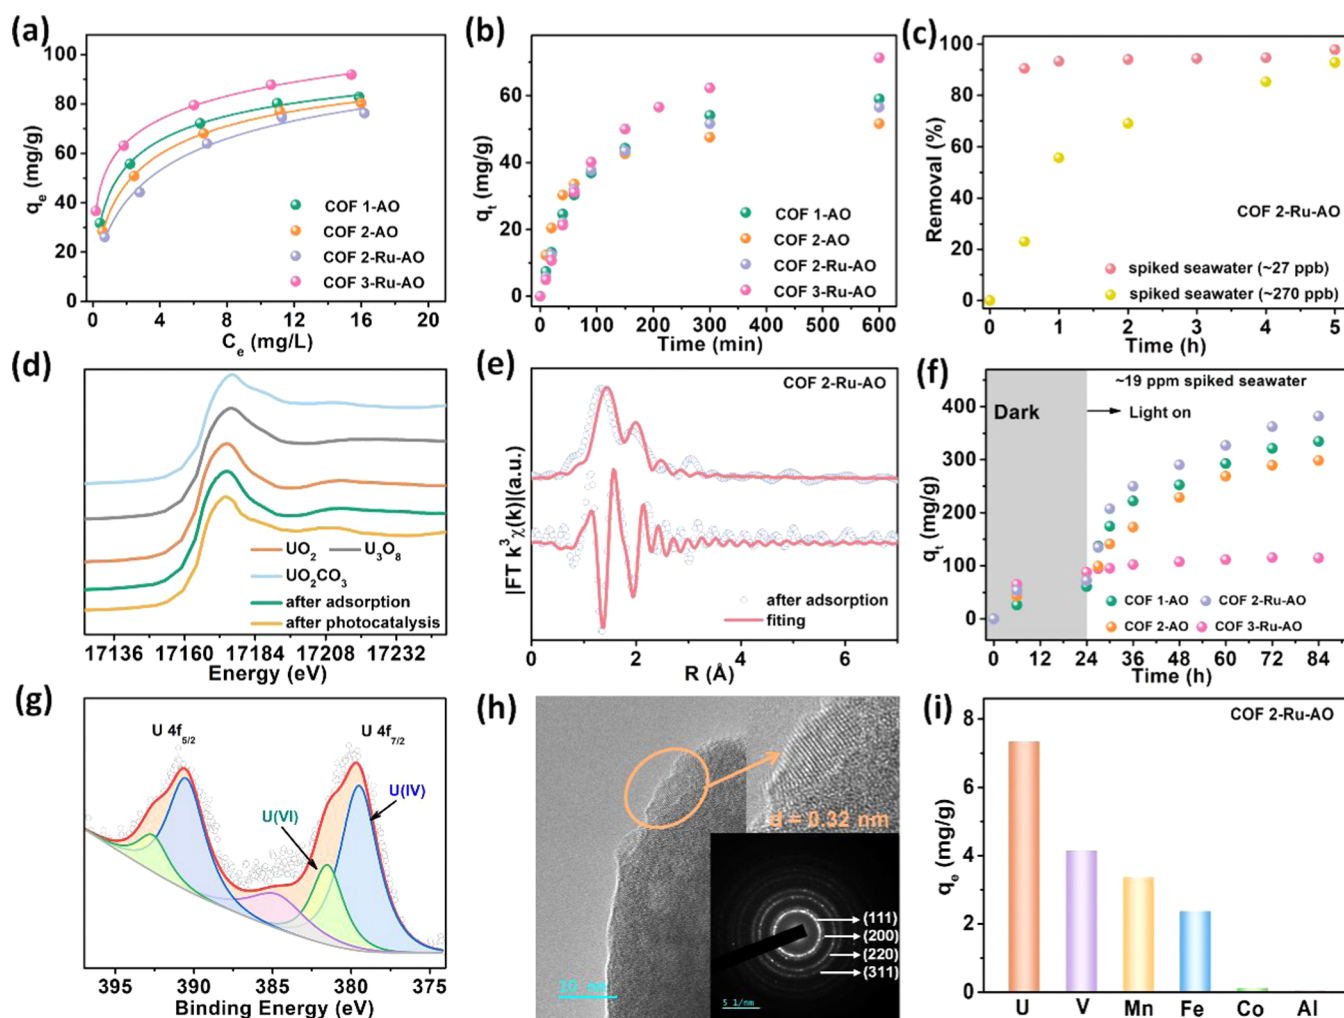 (a)
100
80
60
40
20
0
qe (mg/g)
COF 1-AO
COF 2-AO
COF 2-Ru-AO
COF 3-Ru-AO
0 4 8 12 16 20
Ce (mg/L)
(b)
60
40
20
0
qt (mg/g)
COF 1-AO
COF 2-AO
COF 2-Ru-AO
COF 3-Ru-AO
0 100 200 300 400 500 600
Time (min)
(c)
100
80
60
40
20
0
Removal (%)
COF 2-Ru-AO
spiked seawater (~27 ppb)
spiked seawater (~270 ppb)
0 1 2 3 4 5
Time (h)
(d)
UO2 U3O8
UO2CO3
after adsorption
after photocatalysis
17136 17160 17184 17208 17232
Energy (eV)
(e)
COF 2-Ru-AO
|FT k3χ(k)|(a.u.)
after adsorption
fiting
0 2 4 6
R (Å)
(f)
~19 ppm spiked seawater
Dark
Light on
400
300
200
100
0
qt (mg/g)
COF 1-AO COF 2-Ru-AO
COF 2-AO COF 3-Ru-AO
0 12 24 36 48 60 72 84
Time (h)
(g)
U 4f5/2
U 4f7/2
U(VI)
U(IV)
395 390 385 380 374
Binding Energy (eV)
(h)
d = 0.32 nm
(111)
(200)
(220)
(311)
10 nm
5 1/nm
(i)
COF 2-Ru-AO
8
6
4
2
0
qe (mg/g)
U V Mn Fe Co Al